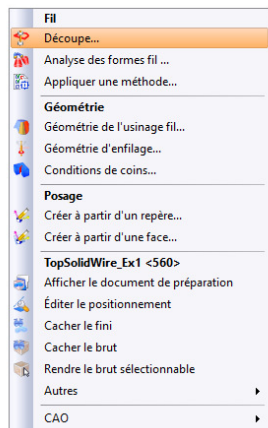 Fil
Découpe...
Analyse des formes fil ...
Appliquer une méthode...
Géométrie
Géométrie de l'usinage fil...
Géométrie d'enfilage...
Conditions de coins...
Posage
Créer à partir d'un repère...
Créer à partir d'une face...
TopSolidWire_Ex1 <560>
Afficher le document de préparation
Éditer le positionnement
Cacher le fini
Cacher le brut
Rendre le brut sélectionnable
Autres
CAO